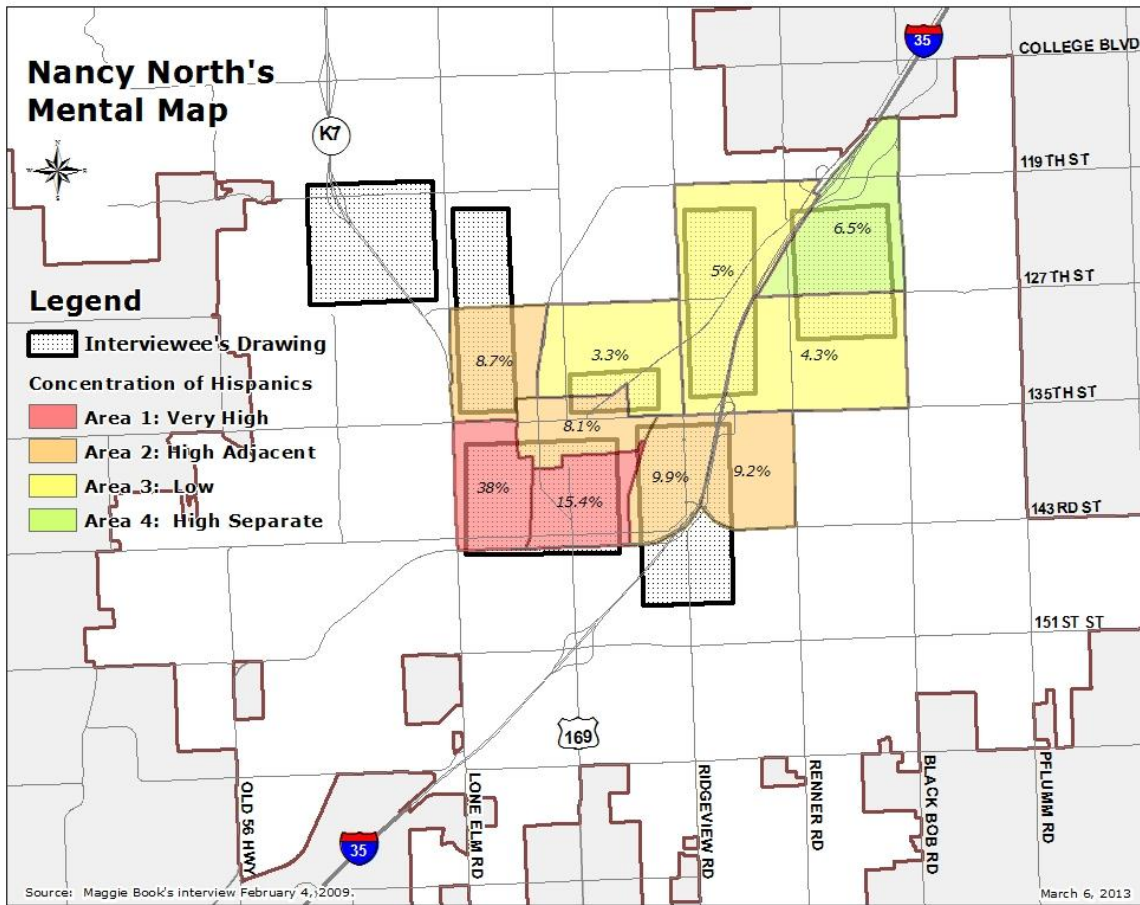 Nancy North's
Mental Map
K7
35
COLLEGE BLVD
119TH ST
127TH ST
135TH ST
143RD ST
151ST ST
Legend
Interviewee's Drawing
Concentration of Hispanics
Area 1: Very High
Area 2: High Adjacent
Area 3: Low
Area 4: High Separate
6.5%
5%
8.7%
3.3%
4.3%
8.1%
38%
15.4%
9.9%
9.2%
169
35
OLD 56 HWY
LONE ELM RD
RIDGEVIEW RD
RENNER RD
BLACK BOB RD
PFLUMM RD
Source: Maggie Book's interview February 4, 2009.
March 6, 2013